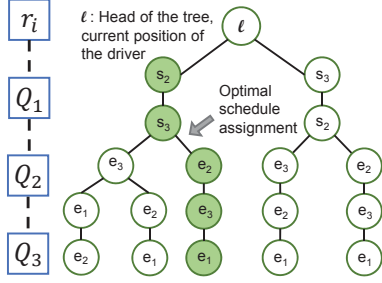 r_i
ℓ : Head of the tree,
current position of
the driver
ℓ
s_2
s_3
Q_1
Optimal
schedule
assignment
s_3
s_2
Q_2
e_3
e_2
e_3
e_2
e_1
e_2
e_3
e_2
e_3
Q_3
e_2
e_1
e_1
e_1
e_1